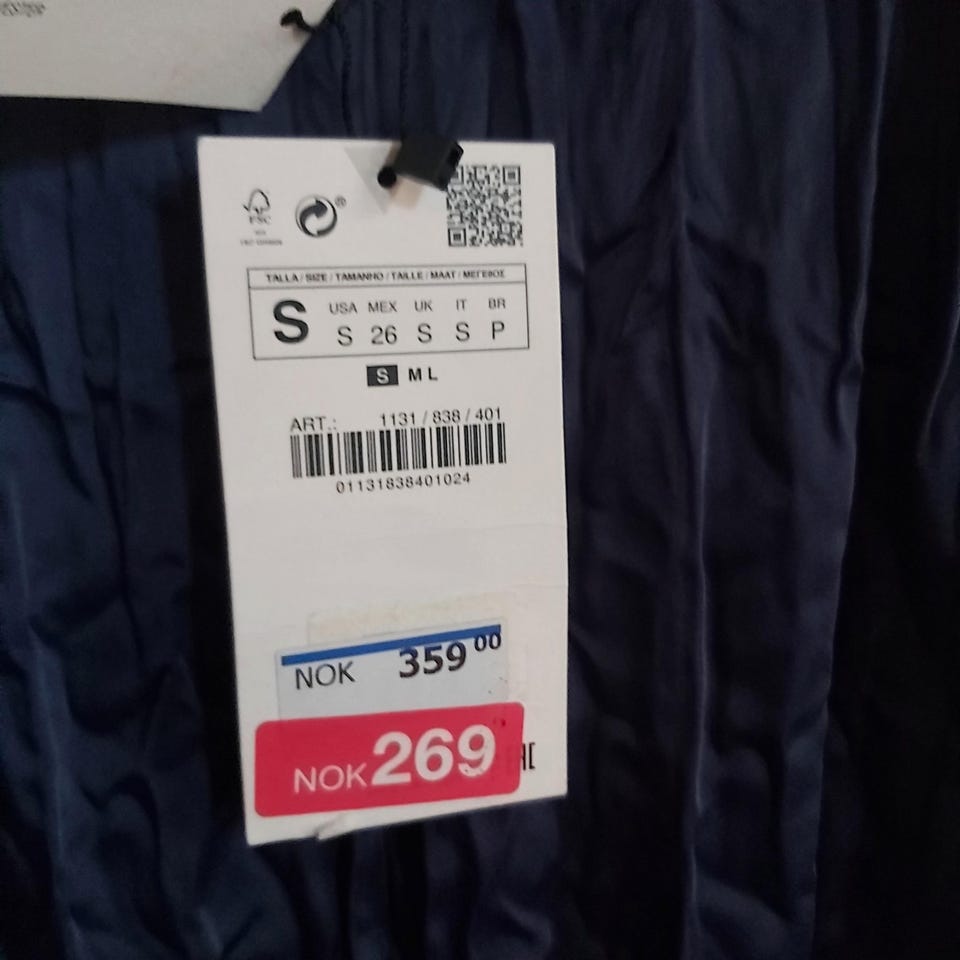 FSC
®
TALLA / SIZE / TAMANHO / TAILLE / MAAT / ΜΕΓΕΘΟΣ
S
USA MEX UK IT BR
S 26 S S P
S M L
ART.: 1131 / 838 / 401
01131838401024
NOK 359 00
NOK 269